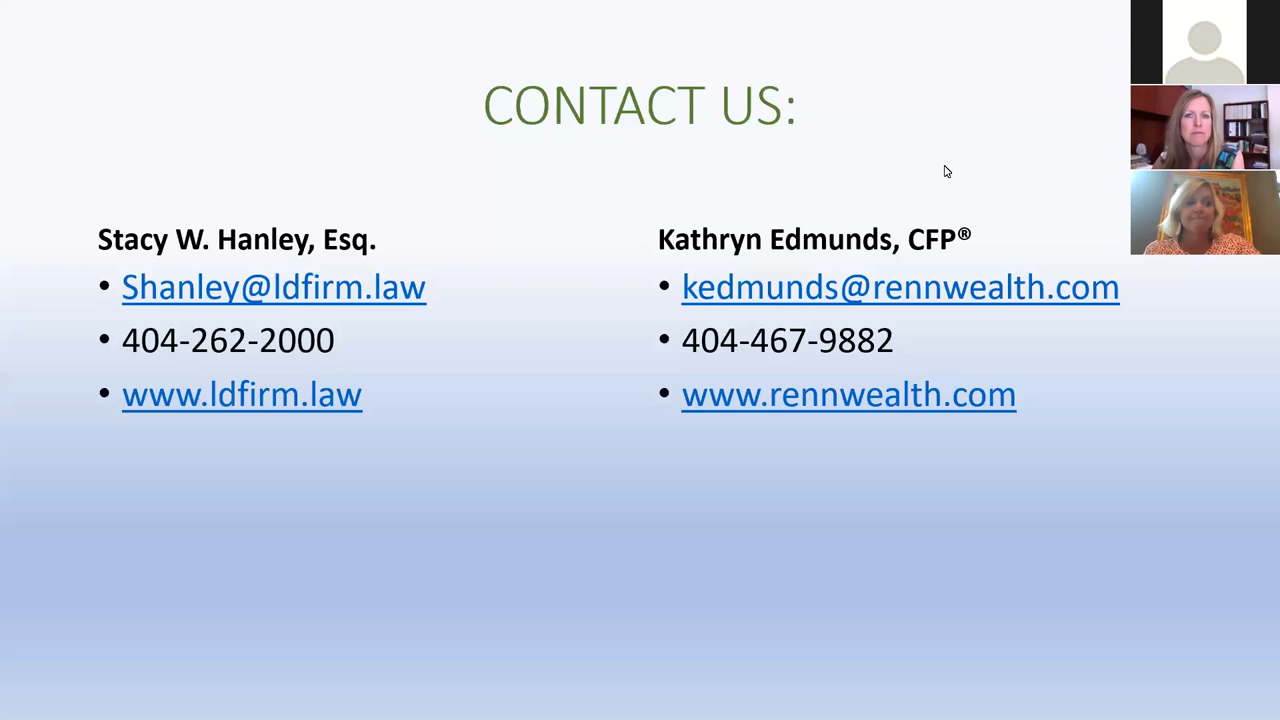 CONTACT US:
Stacy W. Hanley, Esq.
• Shanley@ldfirm.law
• 404-262-2000
• www.ldfirm.law
Kathryn Edmunds, CFP®
• kedmunds@rennwealth.com
• 404-467-9882
• www.rennwealth.com